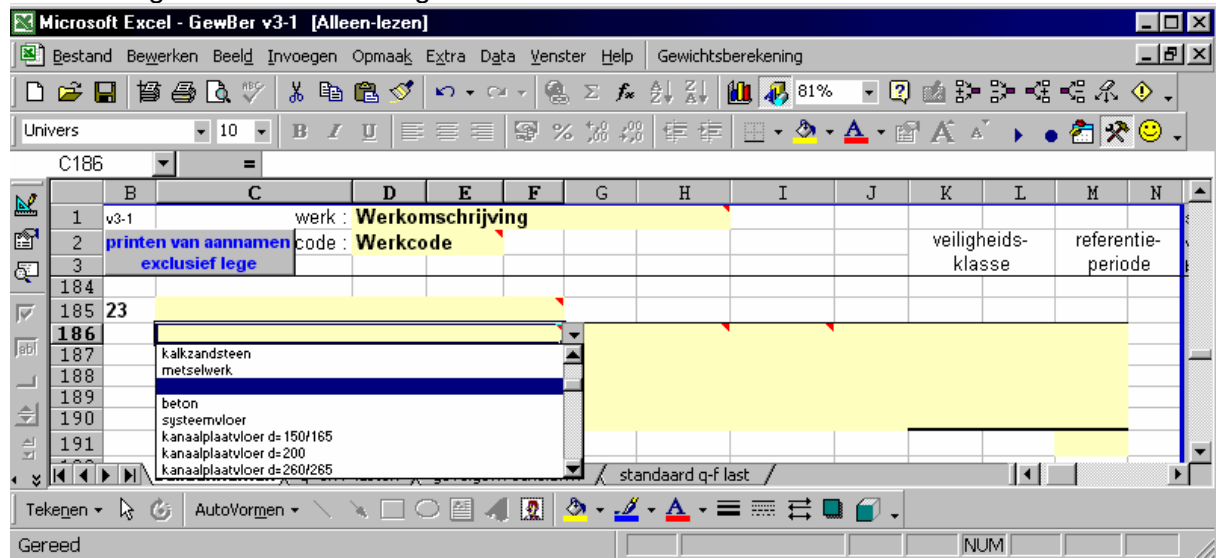 Microsoft Excel - GewBer v3-1 [Alleen-lezen]
Bestand Bewerken Beeld Invoegen Opmaak Extra Data Venster Help Gewichtsberekening
81%
Univers 10 B I U
C186 =
B C D E F G H I J K L M N
1 v3-1 werk : Werkomschrijving
2 printen van aannamen code : Werkcode veiligheids- referentie-
3 exclusief lege klasse periode
184
185 23
186
187 kalkzandsteen
188 metselwerk
189 beton
190 systeemvloer
191 kanaalplaatvloer d=150/165
kanaalplaatvloer d=200
kanaalplaatvloer d=260/265
standaard q-f last
Tekenen AutoVormen
Gereed NUM